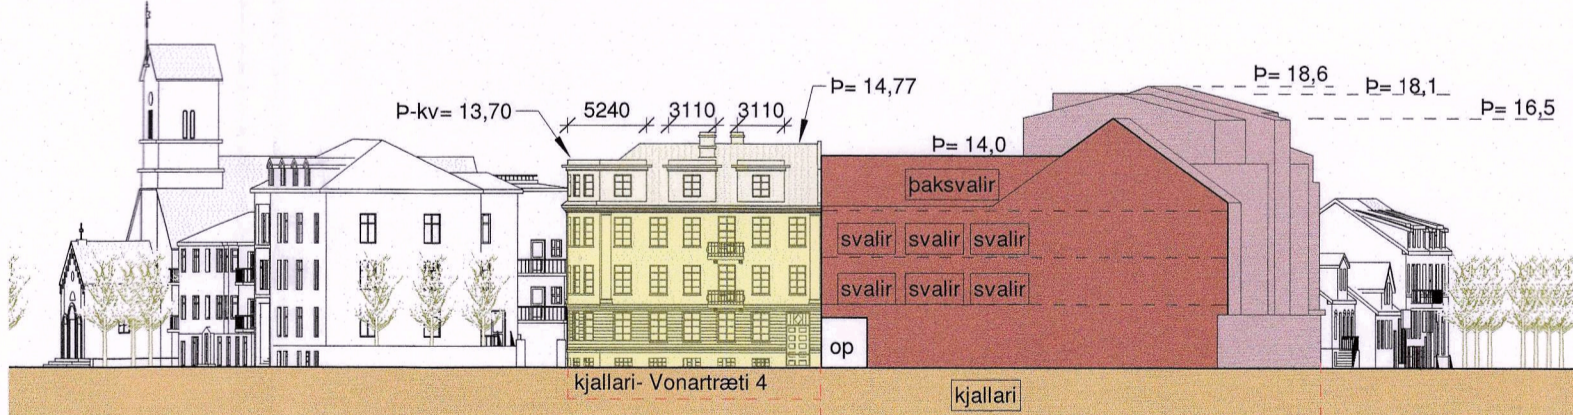 Þ= 18,6
Þ= 18,1
Þ= 14,77
Þ-kv= 13,70
5240 3110 3110
Þ= 16,5
Þ= 14,0
þaksvalir
svalir svalir svalir
svalir svalir svalir
op
kjallari- Vonartræti 4
kjallari